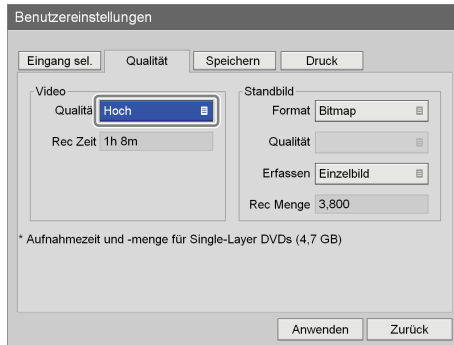 Benutzereinstellungen
Eingang sel. Qualität Speichern Druck
Video
Qualitä Hoch
Rec Zeit 1h 8m
Standbild
Format Bitmap
Qualität
Erfassen Einzelbild
Rec Menge 3,800
* Aufnahmezeit und -menge für Single-Layer DVDs (4,7 GB)
Anwenden Zurück